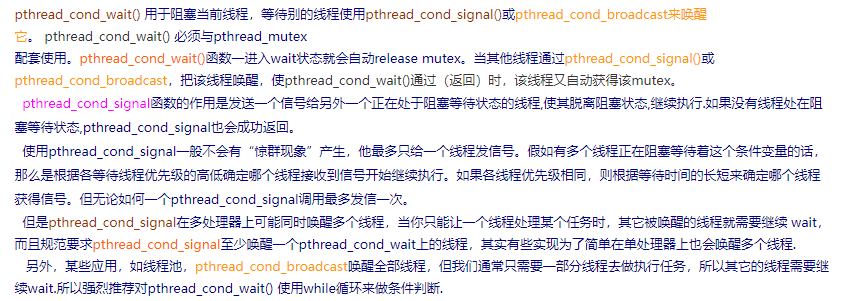 pthread_cond_wait() 用于阻塞当前线程，等待别的线程使用pthread_cond_signal()或pthread_cond_broadcast来唤醒
它。 pthread_cond_wait() 必须与pthread_mutex
配套使用。pthread_cond_wait()函数一进入wait状态就会自动release mutex。当其他线程通过pthread_cond_signal()或
pthread_cond_broadcast，把该线程唤醒，使pthread_cond_wait()通过（返回）时，该线程又自动获得该mutex。
pthread_cond_signal函数的作用是发送一个信号给另外一个正在处于阻塞等待状态的线程,使其脱离阻塞状态,继续执行.如果没有线程处在阻
塞等待状态,pthread_cond_signal也会成功返回。
使用pthread_cond_signal一般不会有“惊群现象”产生，他最多只给一个线程发信号。假如有多个线程正在阻塞等待着这个条件变量的话，
那么是根据各等待线程优先级的高低确定哪个线程接收到信号开始继续执行。如果各线程优先级相同，则根据等待时间的长短来确定哪个线程
获得信号。但无论如何一个pthread_cond_signal调用最多发信一次。
但是pthread_cond_signal在多处理器上可能同时唤醒多个线程，当你只能让一个线程处理某个任务时，其它被唤醒的线程就需要继续 wait，
而且规范要求pthread_cond_signal至少唤醒一个pthread_cond_wait上的线程，其实有些实现为了简单在单处理器上也会唤醒多个线程.
另外，某些应用，如线程池，pthread_cond_broadcast唤醒全部线程，但我们通常只需要一部分线程去做执行任务，所以其它的线程需要继
续wait.所以强烈推荐对pthread_cond_wait() 使用while循环来做条件判断.